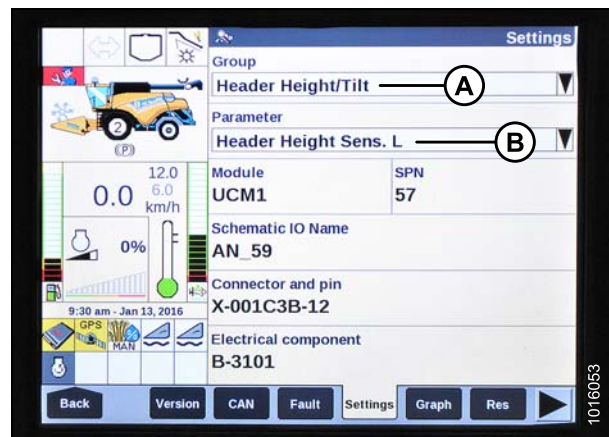 Settings
Group
Header Height/Tilt
A
Parameter
Header Height Sens. L
B
Module
SPN
UCM1
57
Schematic IO Name
AN_59
Connector and pin
X-001C3B-12
Electrical component
B-3101
2
(P)
12.0
0.0
6.0
km/h
0%
9:30 am - Jan 13, 2016
GPS
MAN
Back
Version
CAN
Fault
Settings
Graph
Res
1016053